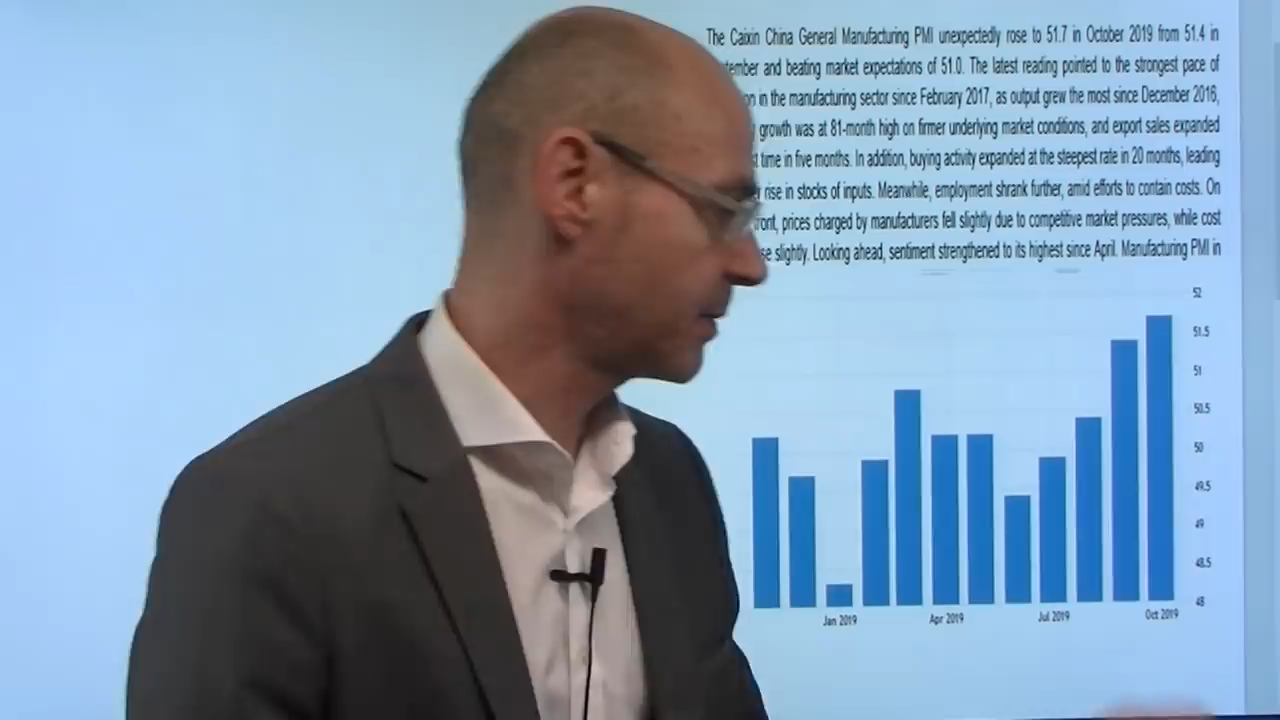 The Caixin China General Manufacturing PMI unexpectedly rose to 51.7 in October 2019 from 51.4 in
tember and beating market expectations of 51.0. The latest reading pointed to the strongest pace of
on in the manufacturing sector since February 2017, as output grew the most since December 2016,
growth was at 81-month high on firmer underlying market conditions, and export sales expanded
t time in five months. In addition, buying activity expanded at the steepest rate in 20 months, leading
rise in stocks of inputs. Meanwhile, employment shrank further, amid efforts to contain costs. On
ront, prices charged by manufacturers fell slightly due to competitive market pressures, while cost
se slightly. Looking ahead, sentiment strengthened to its highest since April. Manufacturing PMI in
52
51.5
51
50.5
50
49.5
49
48.5
48
Jan 2019 Apr 2019 Jul 2019 Oct 2019